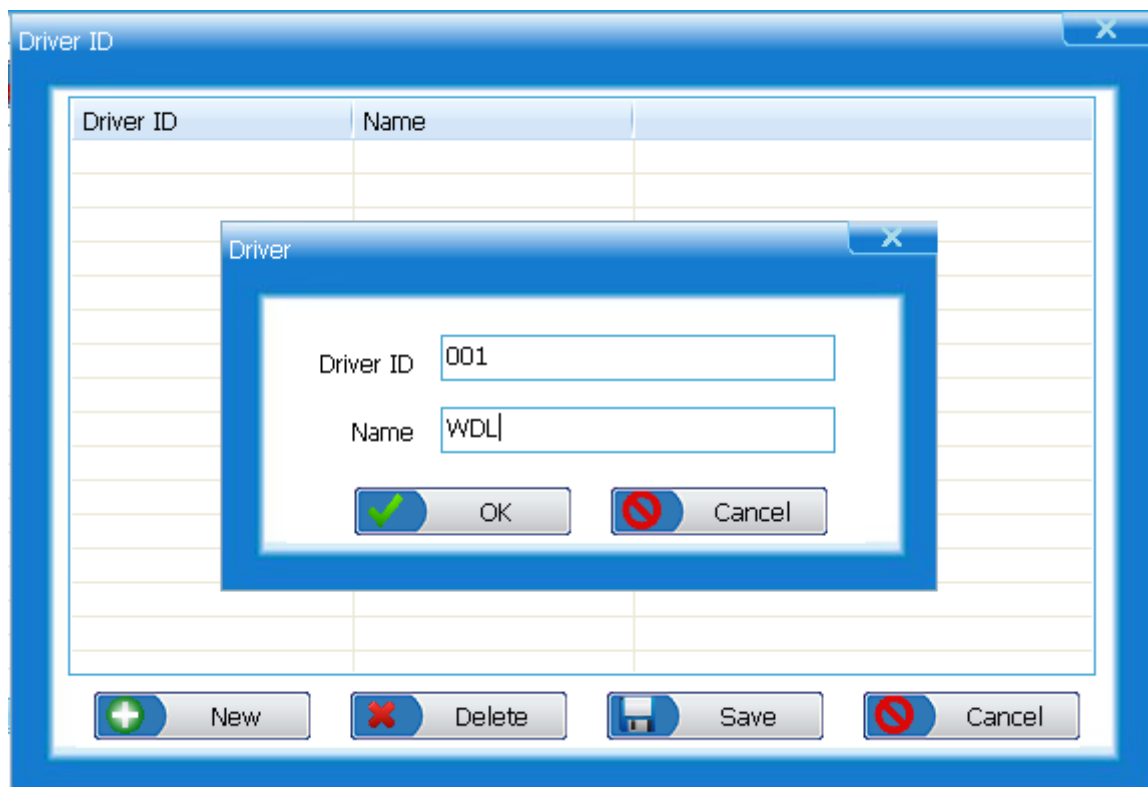 Driver ID
Driver ID Name
Driver
Driver ID 001
Name WDL
OK Cancel
New Delete Save Cancel